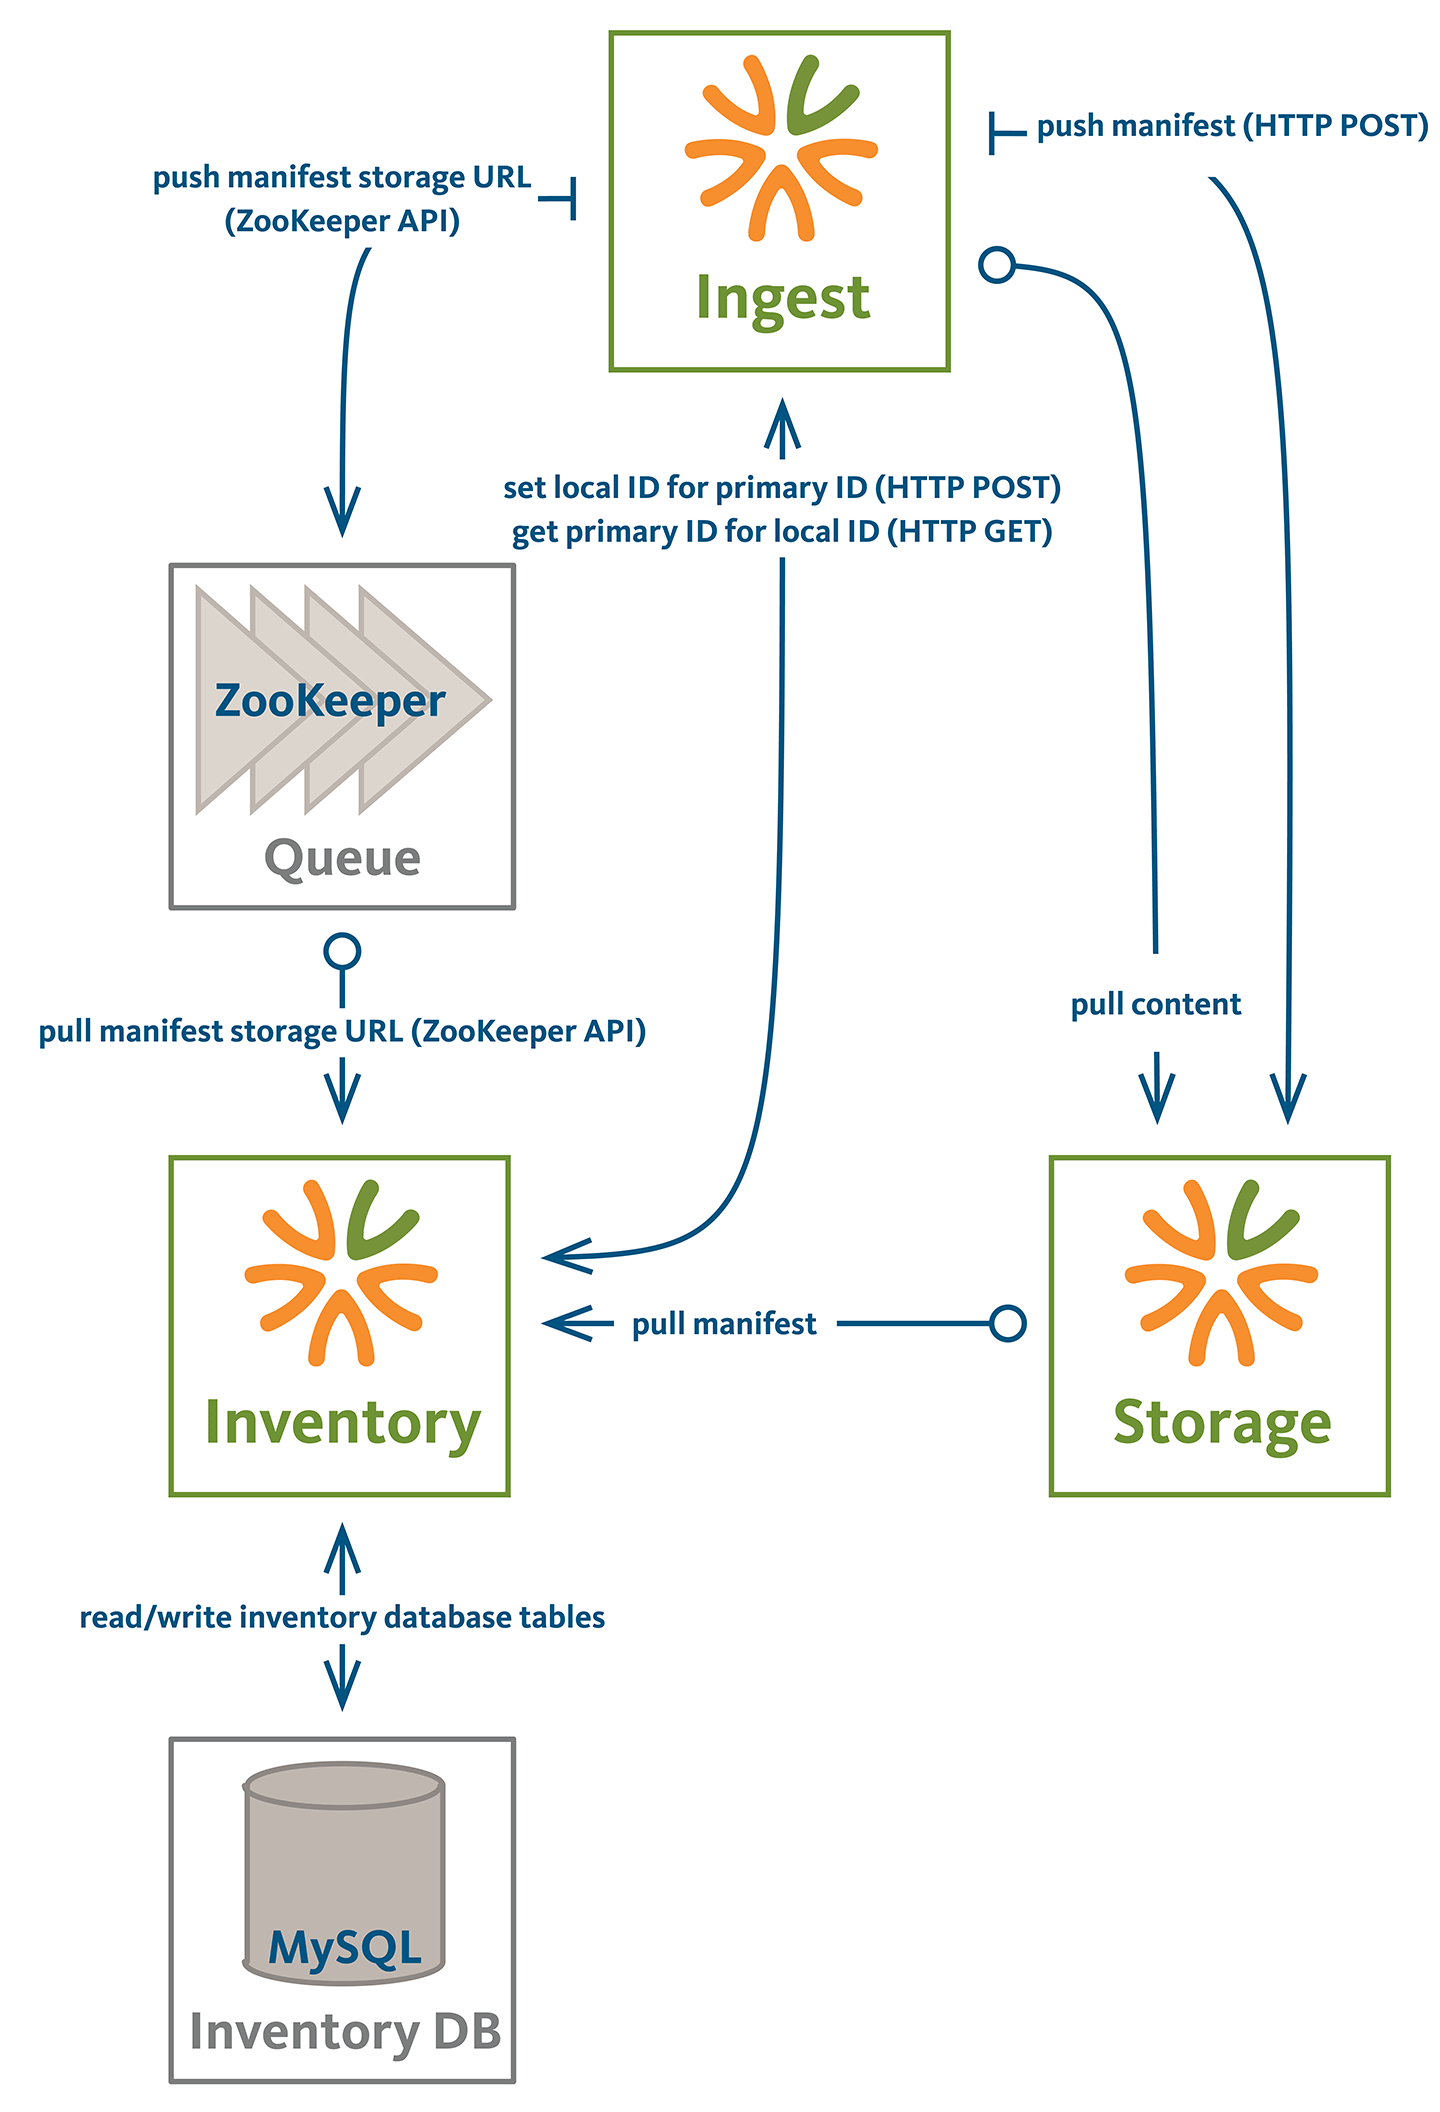 push manifest (HTTP POST)
push manifest storage URL
(ZooKeeper API)
Ingest
set local ID for primary ID (HTTP POST)
get primary ID for local ID (HTTP GET)
ZooKeeper
Queue
pull content
pull manifest storage URL (ZooKeeper API)
pull manifest
Inventory
Storage
read/write inventory database tables
MySQL
Inventory DB